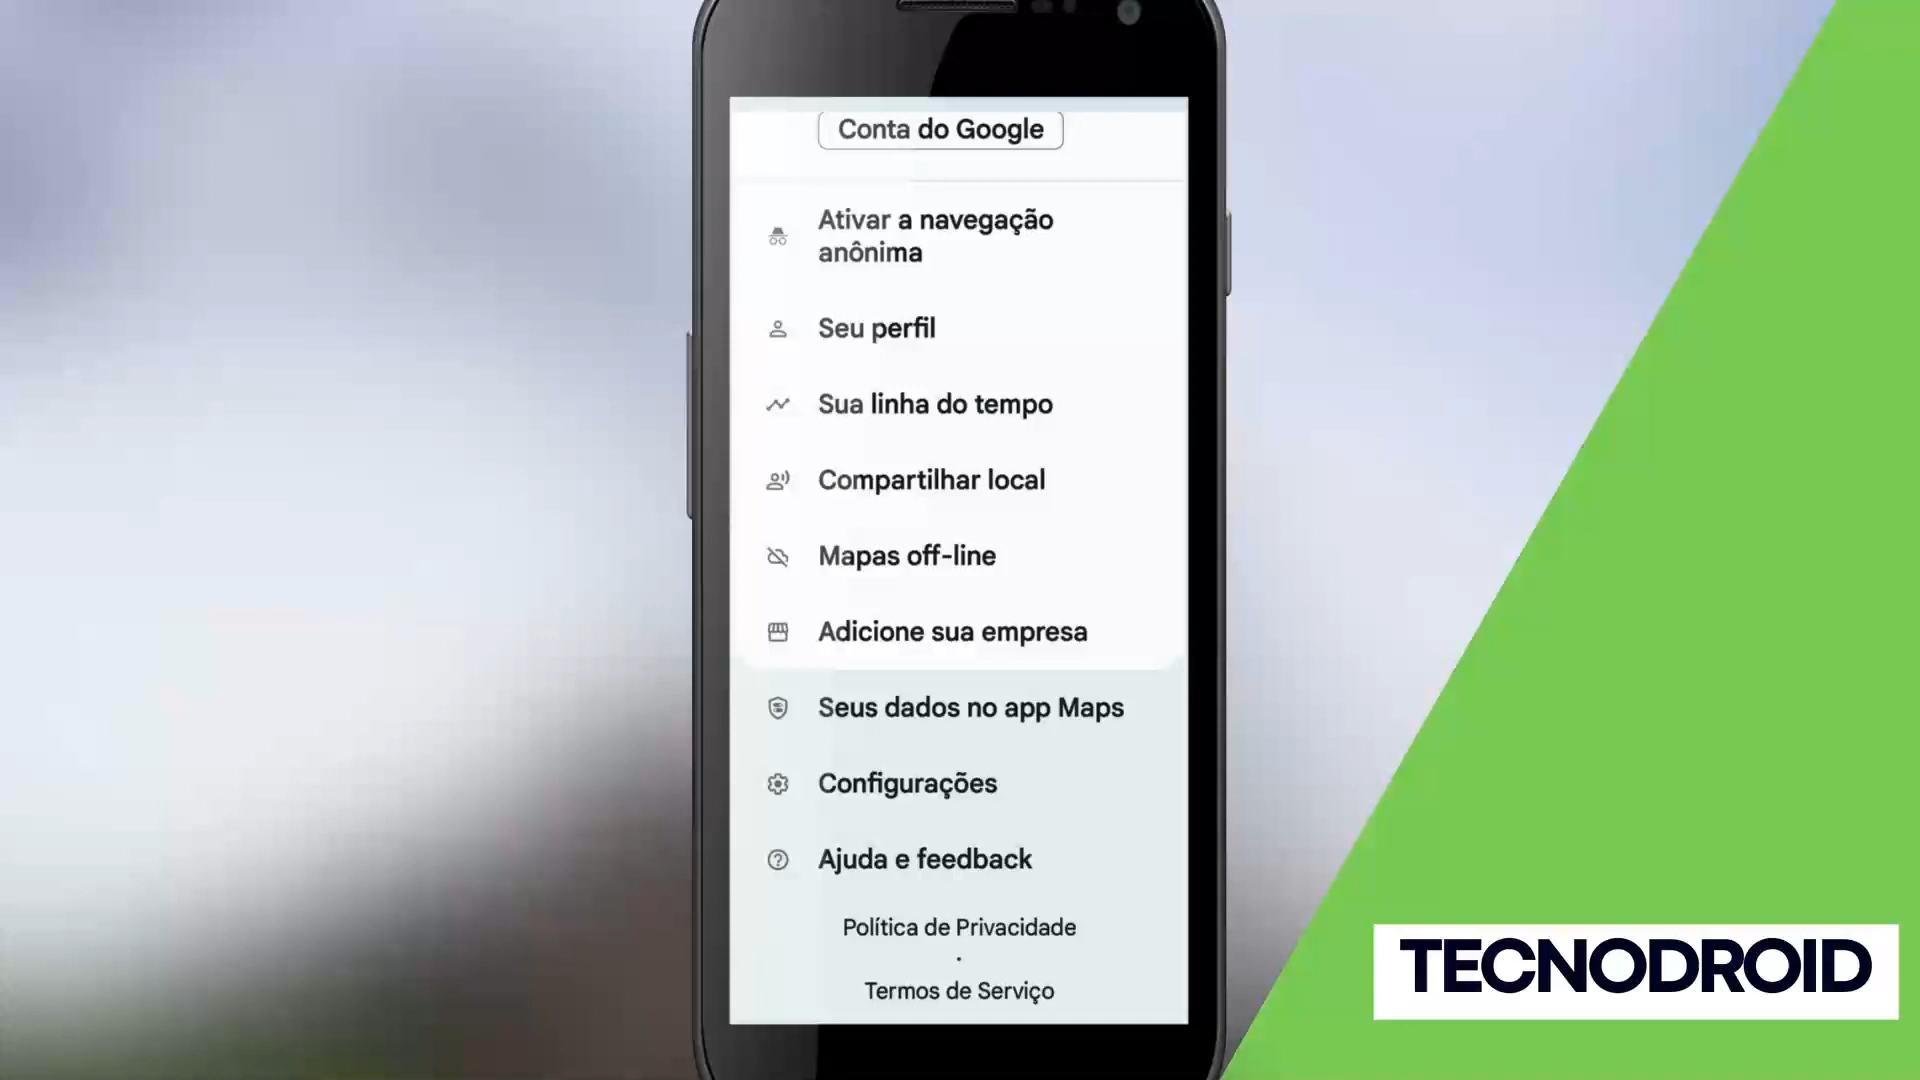 Conta do Google
Ativar a navegação
anônima
Seu perfil
Sua linha do tempo
Compartilhar local
Mapas off-line
Adicione sua empresa
Seus dados no app Maps
Configurações
Ajuda e feedback
Política de Privacidade
·
Termos de Serviço
TECNODROID